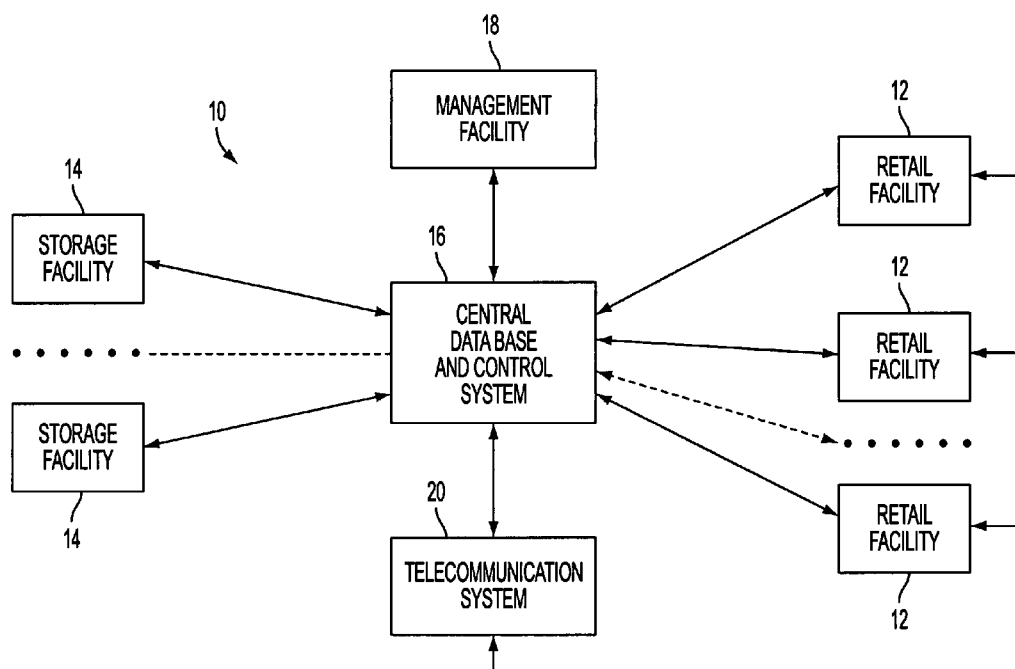 18
MANAGEMENT
FACILITY
10
12
RETAIL
FACILITY
14
STORAGE
FACILITY
16
CENTRAL
DATA BASE
AND CONTROL
SYSTEM
12
RETAIL
FACILITY
STORAGE
FACILITY
14
20
TELECOMMUNICATION
SYSTEM
RETAIL
FACILITY
12